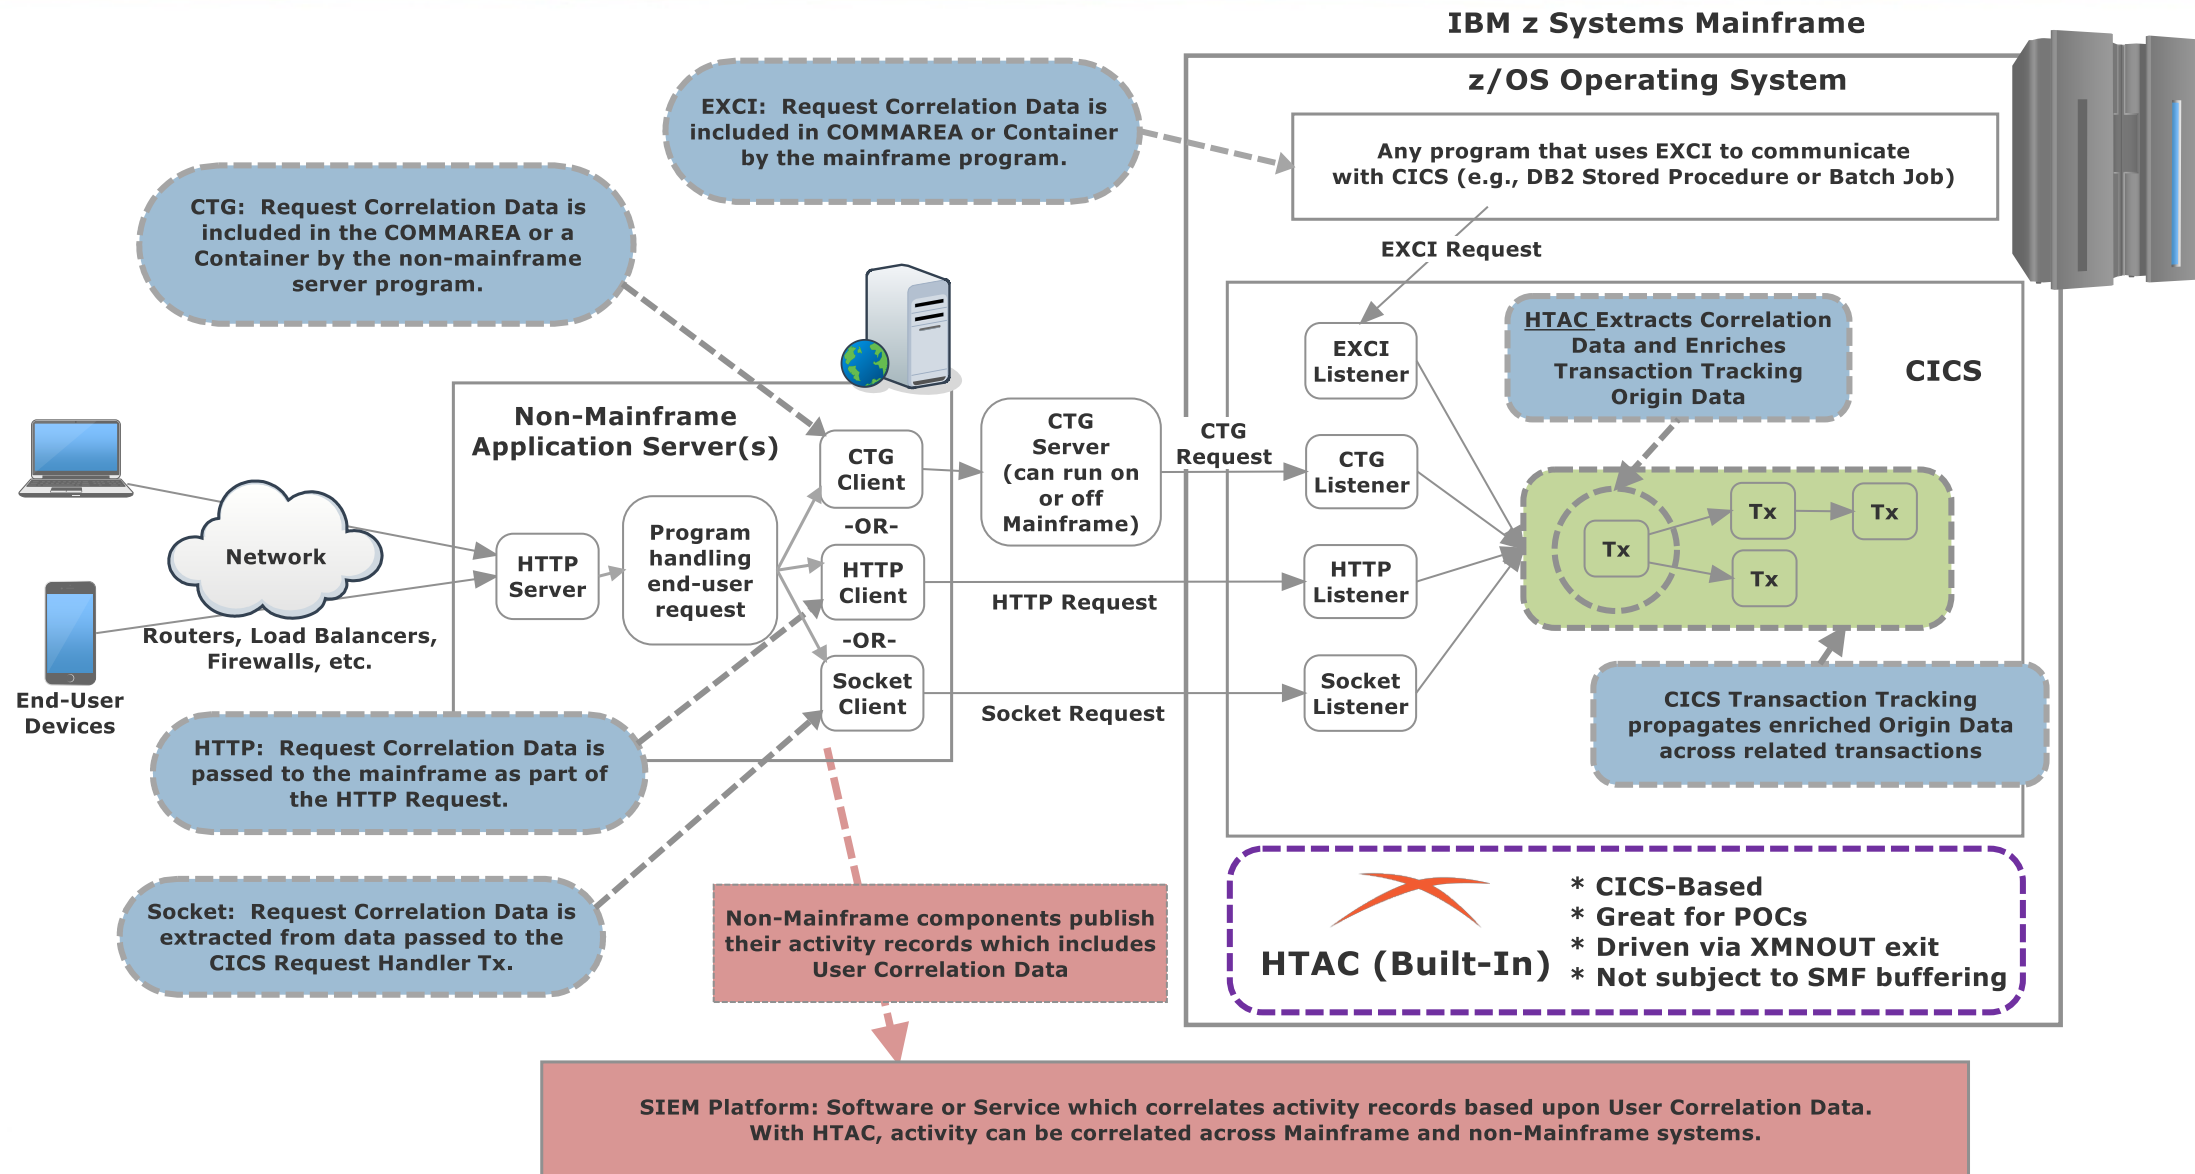 IBM z Systems Mainframe
z/OS Operating System
EXCI:  Request Correlation Data is
included in COMMAREA or Container
by the mainframe program.
Any program that uses EXCI to communicate
with CICS (e.g., DB2 Stored Procedure or Batch Job)
CTG:  Request Correlation Data is
included in the COMMAREA or a
Container by the non-mainframe
server program.
EXCI Request
HTAC Extracts Correlation
Data and Enriches
Transaction Tracking
Origin Data
CICS
EXCI
Listener
Non-Mainframe
Application Server(s)
CTG
Client
CTG
Server
(can run on
or off
Mainframe)
CTG
Request
CTG
Listener
-OR-
Network
HTTP
Server
Program
handling
end-user
request
HTTP
Client
HTTP Request
HTTP
Listener
Tx
Tx
Tx
Tx
Routers, Load Balancers,
Firewalls, etc.
End-User
Devices
-OR-
Socket
Client
Socket Request
Socket
Listener
CICS Transaction Tracking
propagates enriched Origin Data
across related transactions
HTTP:  Request Correlation Data is
passed to the mainframe as part of
the HTTP Request.
Socket:  Request Correlation Data is
extracted from data passed to the
CICS Request Handler Tx.
Non-Mainframe components publish
their activity records which includes
User Correlation Data
HTAC (Built-In)
* CICS-Based
* Great for POCs
* Driven via XMNOUT exit
* Not subject to SMF buffering
SIEM Platform: Software or Service which correlates activity records based upon User Correlation Data.
With HTAC, activity can be correlated across Mainframe and non-Mainframe systems.